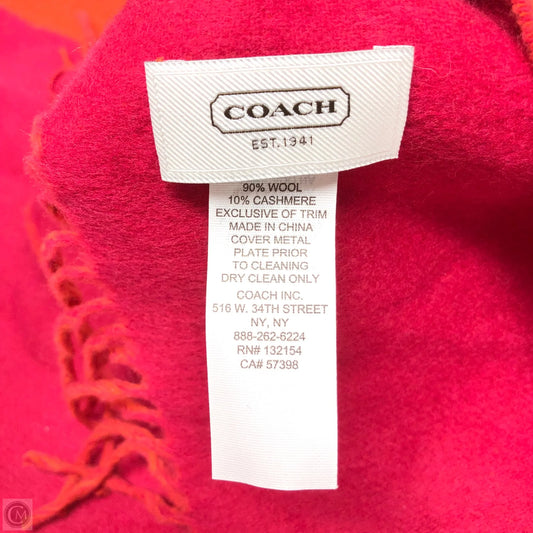 COACH
EST. 1941
90% WOOL
10% CASHMERE
EXCLUSIVE OF TRIM
MADE IN CHINA
COVER METAL
PLATE PRIOR
TO CLEANING
DRY CLEAN ONLY
COACH INC.
516 W. 34TH STREET
NY, NY
888-262-6224
RN# 132154
CA# 57398